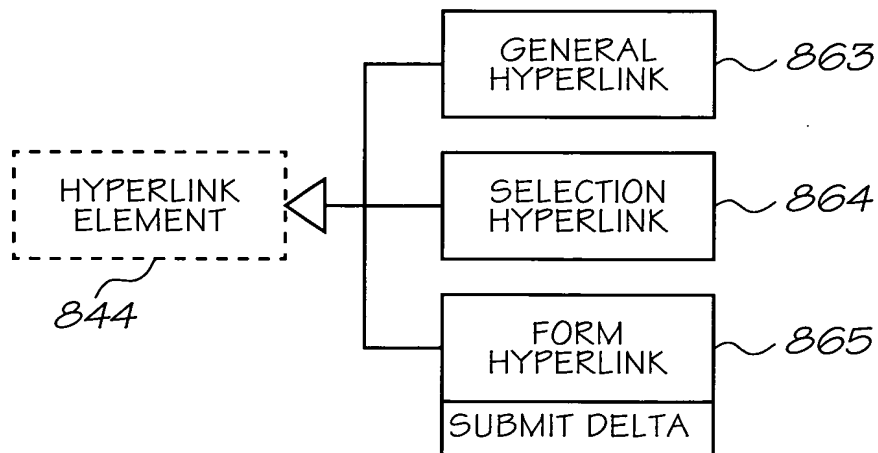 GENERAL
HYPERLINK
863
HYPERLINK
ELEMENT
844
SELECTION
HYPERLINK
864
FORM
HYPERLINK
865
SUBMIT DELTA